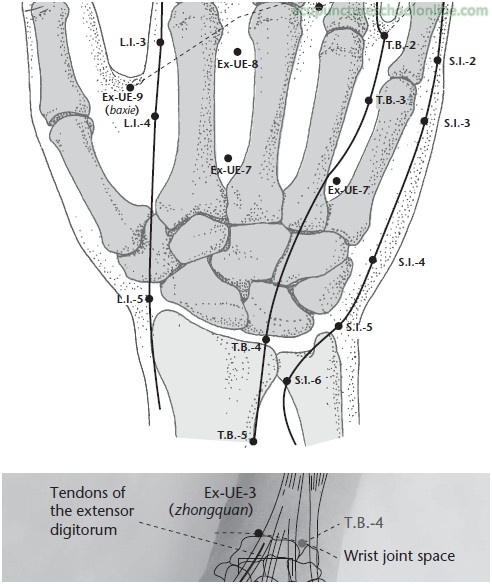 acupunctureschoolonline.com
L.I.-3
T.B.-2
S.I.-2
Ex-UE-8
Ex-UE-9
(baxie)
T.B.-3
L.I.-4
S.I.-3
Ex-UE-7
Ex-UE-7
S.I.-4
L.I.-5
S.I.-5
T.B.-4
S.I.-6
T.B.-5
Tendons of
the extensor
digitorum
Ex-UE-3
(zhongquan)
T.B.-4
Wrist joint space